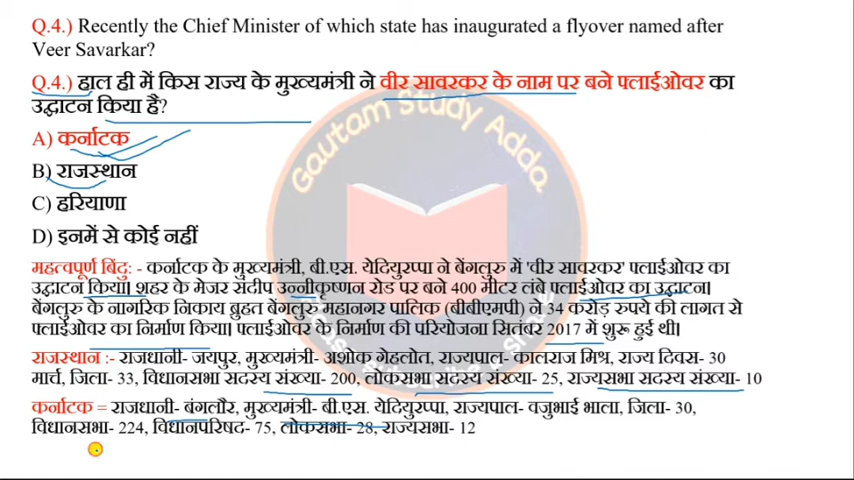 Q.4.) Recently the Chief Minister of which state has inaugurated a flyover named after
Veer Savarkar?
Q.4.) हाल ही में किस राज्य के मुख्यमंत्री ने वीर सावरकर के नाम पर बने फ्लाईओवर का
उद्घाटन किया है?
A) कर्नाटक
B) राजस्थान
C) हरियाणा
D) इनमें से कोई नहीं
महत्वपूर्ण बिंदु: - कर्नाटक के मुख्यमंत्री, बी.एस. येदियुरप्पा ने बेंगलुरु में 'वीर सावरकर' फ्लाईओवर का
उद्घाटन किया। शहर के मेजर संदीप उन्नीकृष्णन रोड पर बने 400 मीटर लंबे फ्लाईओवर का उद्घाटन।
बेंगलुरु के नागरिक निकाय ब्रुहत बेंगलुरु महानगर पालिक (बीबीएमपी) ने 34 करोड़ रुपये की लागत से
फ्लाईओवर का निर्माण किया। फ्लाईओवर के निर्माण की परियोजना सितंबर 2017 में शुरू हुई थी।
राजस्थान :- राजधानी- जयपुर, मुख्यमंत्री- अशोक गेहलोत, राज्यपाल- कालराज मिश्र, राज्य दिवस- 30
मार्च, जिला- 33, विधानसभा सदस्य संख्या- 200, लोकसभा सदस्य संख्या- 25, राज्यसभा सदस्य संख्या- 10
कर्नाटक = राजधानी- बंगलौर, मुख्यमंत्री- बी.एस. येदियुरप्पा, राज्यपाल- वजुभाई भाला, जिला- 30,
विधानसभा- 224, विधानपरिषद- 75, लोकसभा- 28, राज्यसभा- 12
Gautam Study Adda